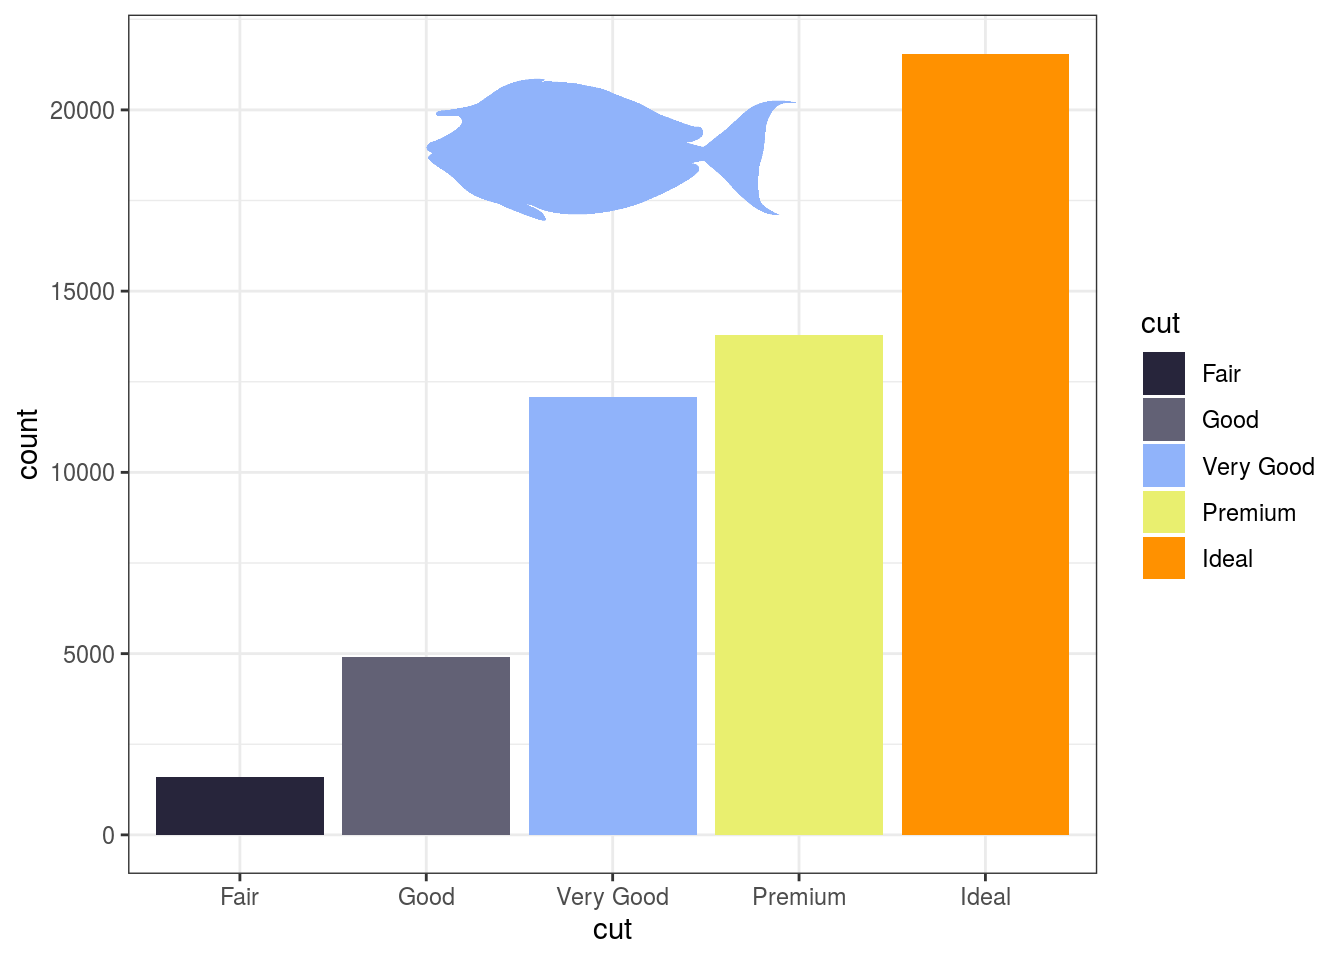 20000
15000
10000
5000
0
count
Fair
Good
Very Good
Premium
Ideal
cut
cut
Fair
Good
Very Good
Premium
Ideal